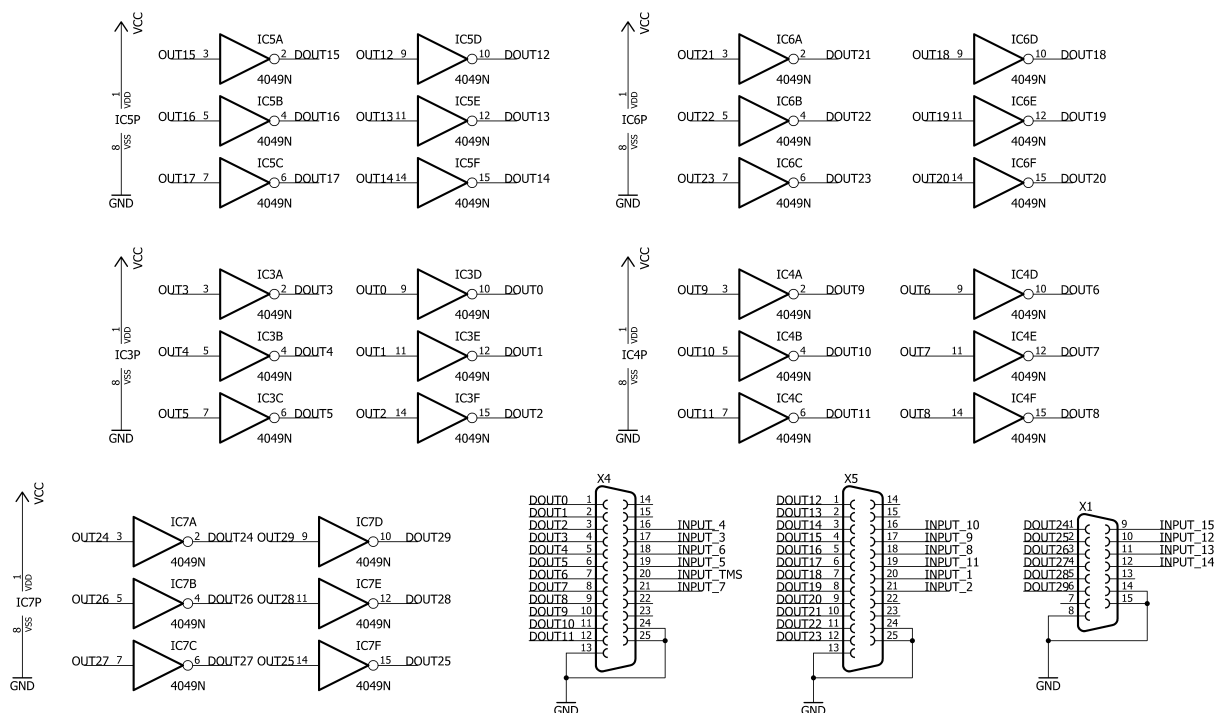 VCC
1
VDD
IC5P
8
VSS
GND
IC5A
OUT15 3 2 DOUT15
4049N
IC5B
OUT16 5 4 DOUT16
4049N
IC5C
OUT17 7 6 DOUT17
4049N
IC5D
OUT12 9 10 DOUT12
4049N
IC5E
OUT13 11 12 DOUT13
4049N
IC5F
OUT14 14 15 DOUT14
4049N
VCC
1
VDD
IC6P
8
VSS
GND
IC6A
OUT21 3 2 DOUT21
4049N
IC6B
OUT22 5 4 DOUT22
4049N
IC6C
OUT23 7 6 DOUT23
4049N
IC6D
OUT18 9 10 DOUT18
4049N
IC6E
OUT19 11 12 DOUT19
4049N
IC6F
OUT20 14 15 DOUT20
4049N
VCC
1
VDD
IC3P
8
VSS
GND
IC3A
OUT3 3 2 DOUT3
4049N
IC3B
OUT4 5 4 DOUT4
4049N
IC3C
OUT5 7 6 DOUT5
4049N
IC3D
OUT0 9 10 DOUT0
4049N
IC3E
OUT1 11 12 DOUT1
4049N
IC3F
OUT2 14 15 DOUT2
4049N
VCC
1
VDD
IC4P
8
VSS
GND
IC4A
OUT9 3 2 DOUT9
4049N
IC4B
OUT10 5 4 DOUT10
4049N
IC4C
OUT11 7 6 DOUT11
4049N
IC4D
OUT6 9 10 DOUT6
4049N
IC4E
OUT7 11 12 DOUT7
4049N
IC4F
OUT8 14 15 DOUT8
4049N
VCC
1
VDD
IC7P
8
VSS
GND
IC7A
OUT24 3 2 DOUT24
4049N
IC7B
OUT26 5 4 DOUT26
4049N
IC7C
OUT27 7 6 DOUT27
4049N
IC7D
OUT29 9 10 DOUT29
4049N
IC7E
OUT28 11 12 DOUT28
4049N
IC7F
OUT25 14 15 DOUT25
4049N
X4
DOUT0 1 14
DOUT1 2 15
DOUT2 3 16 INPUT_4
DOUT3 4 17 INPUT_3
DOUT4 5 18 INPUT_6
DOUT5 6 19 INPUT_5
DOUT6 7 20 INPUT_TMS
DOUT7 8 21 INPUT_7
DOUT8 9 22
DOUT9 10 23
DOUT10 11 24
DOUT11 12 25
13
GND
X5
DOUT12 1 14
DOUT13 2 15
DOUT14 3 16 INPUT_10
DOUT15 4 17 INPUT_9
DOUT16 5 18 INPUT_8
DOUT17 6 19 INPUT_11
DOUT18 7 20 INPUT_1
DOUT19 8 21 INPUT_2
DOUT20 9 22
DOUT21 10 23
DOUT22 11 24
DOUT23 12 25
13
GND
X1
DOUT24 1 9 INPUT_15
DOUT25 2 10 INPUT_12
DOUT26 3 11 INPUT_13
DOUT27 4 12 INPUT_14
DOUT28 5 13
DOUT29 6 14
7 15
8
GND